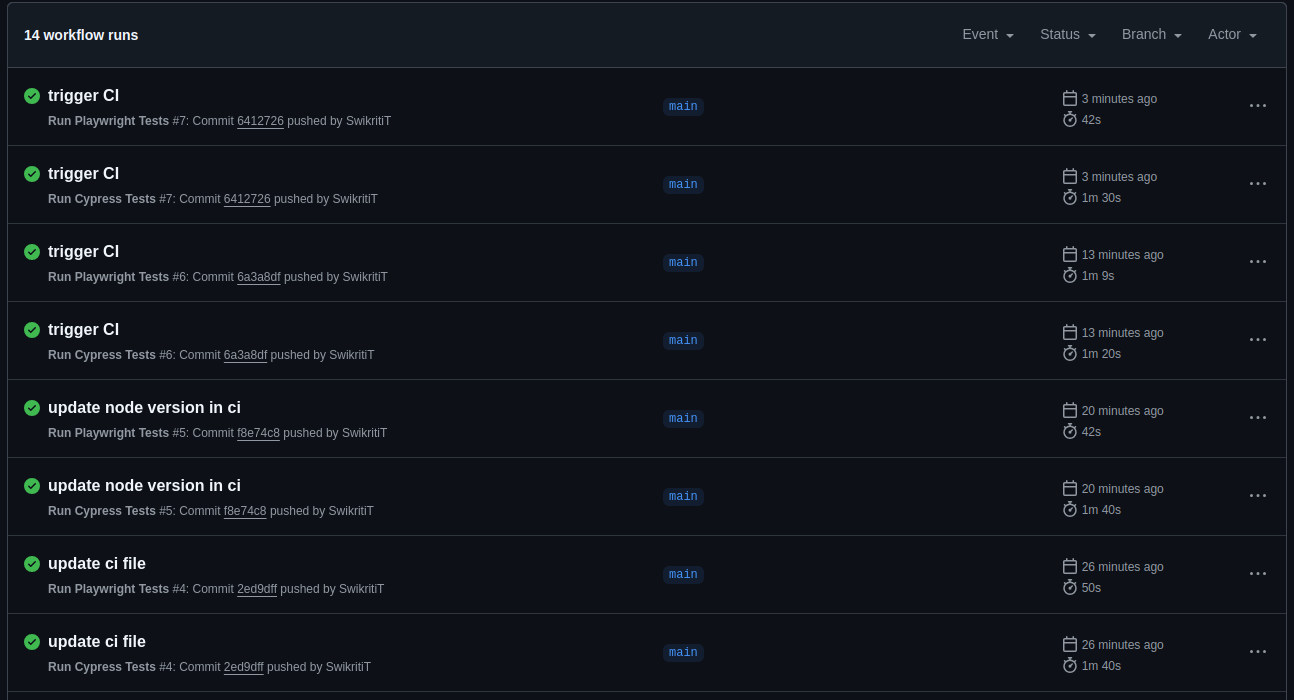 14 workflow runs Event Status Branch Actor
trigger CI
Run Playwright Tests #7: Commit 6412726 pushed by SwikritiT
main
3 minutes ago
42s
trigger CI
Run Cypress Tests #7: Commit 6412726 pushed by SwikritiT
main
3 minutes ago
1m 30s
trigger CI
Run Playwright Tests #6: Commit 6a3a8df pushed by SwikritiT
main
13 minutes ago
1m 9s
trigger CI
Run Cypress Tests #6: Commit 6a3a8df pushed by SwikritiT
main
13 minutes ago
1m 20s
update node version in ci
Run Playwright Tests #5: Commit f8e74c8 pushed by SwikritiT
main
20 minutes ago
42s
update node version in ci
Run Cypress Tests #5: Commit f8e74c8 pushed by SwikritiT
main
20 minutes ago
1m 40s
update ci file
Run Playwright Tests #4: Commit 2ed9dff pushed by SwikritiT
main
26 minutes ago
50s
update ci file
Run Cypress Tests #4: Commit 2ed9dff pushed by SwikritiT
main
26 minutes ago
1m 40s